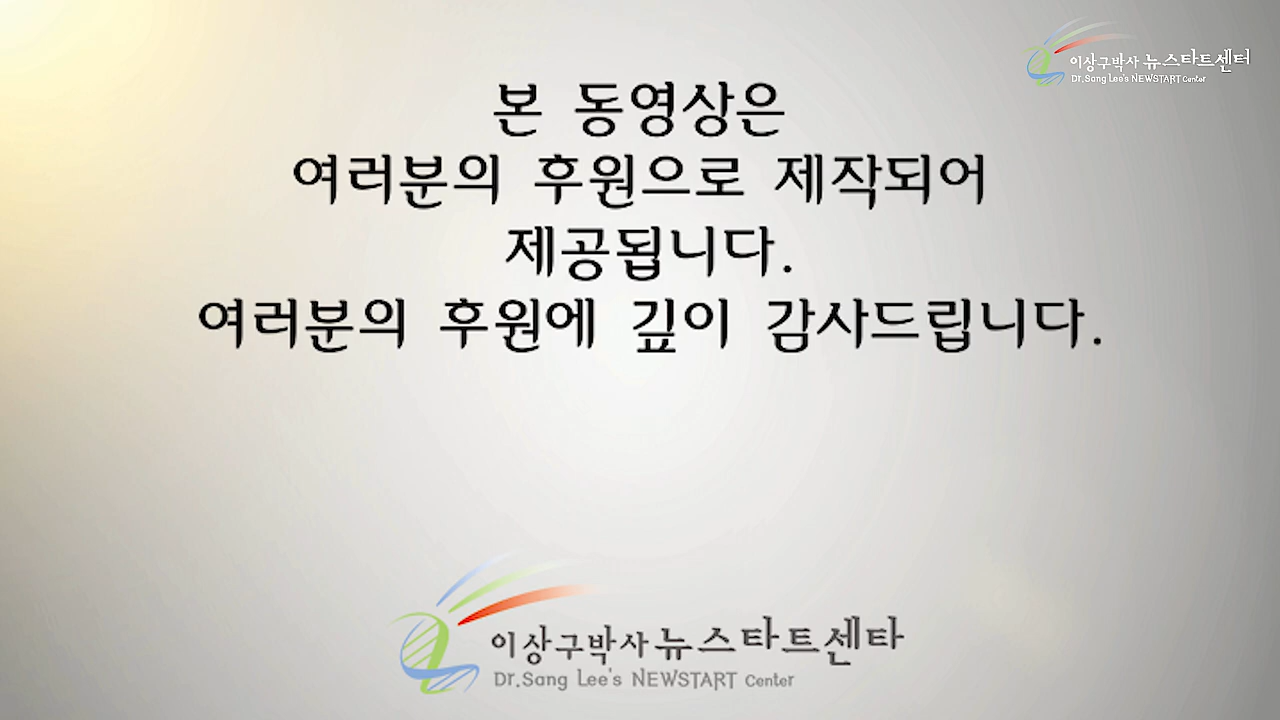 이상구박사 뉴스타트센터
Dr.Sang Lee's NEWSTART Center
본 동영상은
여러분의 후원으로 제작되어
제공됩니다.
여러분의 후원에 깊이 감사드립니다.
이상구박사 뉴스타트센타
Dr.Sang Lee's NEWSTART Center